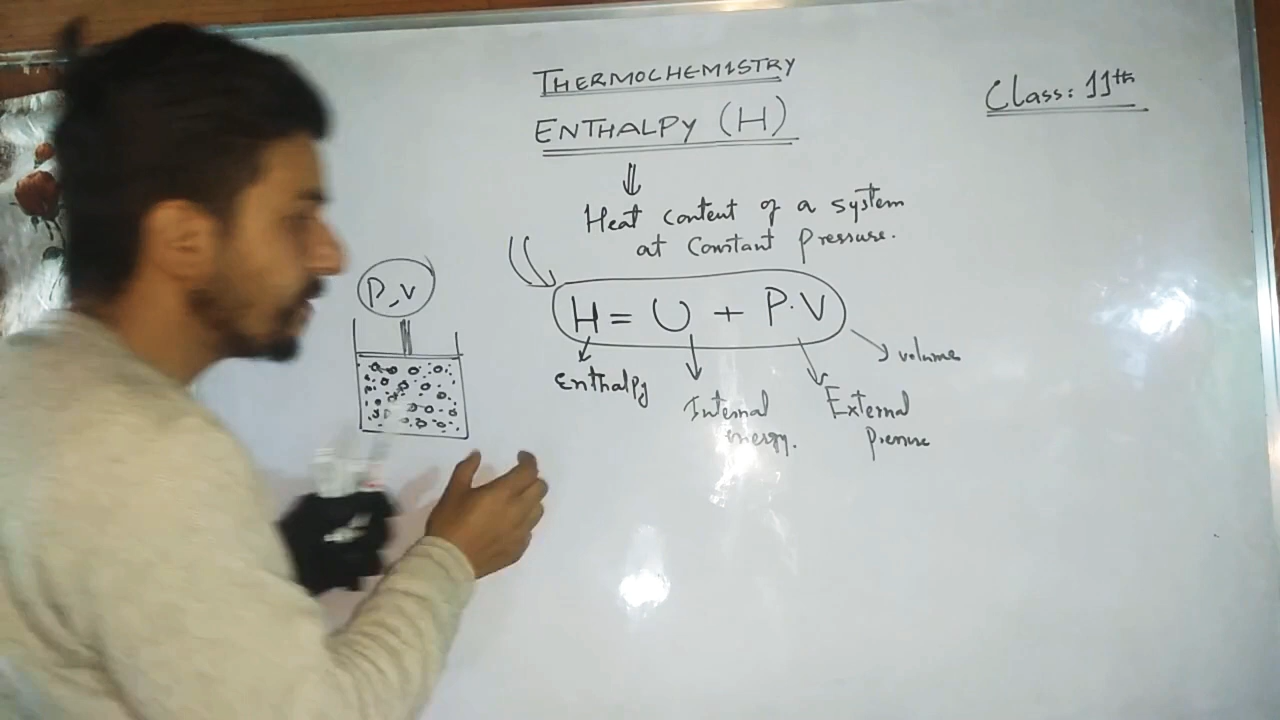 THERMOCHEMISTRY
Class: 11th
ENTHALPY (H)
Heat content of a system
at Constant Pressure.
P, V
H = U + P.V
volume
Enthalpy
Internal
energy.
External
Pressure